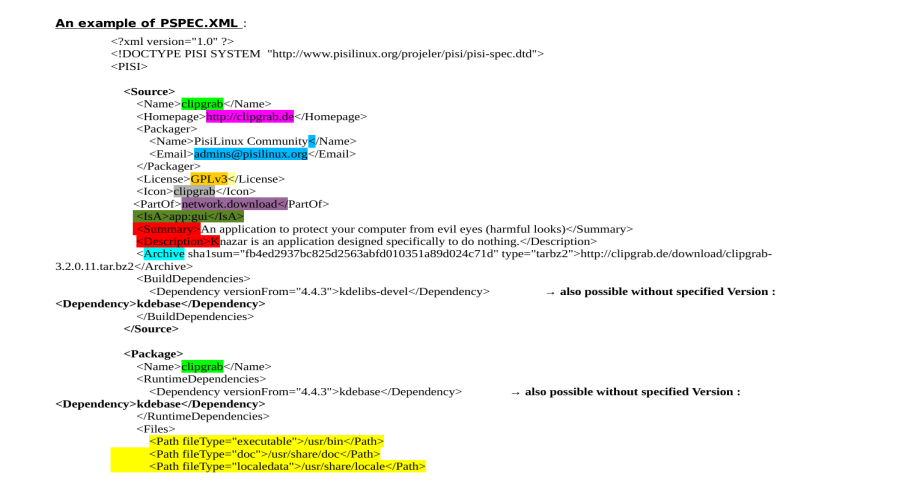 An example of PSPEC.XML :
<?xml version="1.0" ?>
<!DOCTYPE PISI SYSTEM "http://www.pisilinux.org/projeler/pisi/pisi-spec.dtd">
<PISI>
<Source>
<Name>clipgrab</Name>
<Homepage>http://clipgrab.de</Homepage>
<Packager>
<Name>PisiLinux Community</Name>
<Email>admins@pisilinux.org</Email>
</Packager>
<License>GPLv3</License>
<Icon>clipgrab</Icon>
<PartOf>network.download</PartOf>
<IsA>app:gui</IsA>
<Summary>An application to protect your computer from evil eyes (harmful looks)</Summary>
<Description>Knazar is an application designed specifically to do nothing.</Description>
<Archive sha1sum="fb4ed2937bc825d2563abfd010351a89d024c71d" type="tarbz2">http://clipgrab.de/download/clipgrab-
3.2.0.11.tar.bz2</Archive>
<BuildDependencies>
<Dependency versionFrom="4.4.3">kdelibs-devel</Dependency> → also possible without specified Version :
<Dependency>kdebase</Dependency>
</BuildDependencies>
</Source>
<Package>
<Name>clipgrab</Name>
<RuntimeDependencies>
<Dependency versionFrom="4.4.3">kdebase</Dependency> → also possible without specified Version :
<Dependency>kdebase</Dependency>
</RuntimeDependencies>
<Files>
<Path fileType="executable">/usr/bin</Path>
<Path fileType="doc">/usr/share/doc</Path>
<Path fileType="localedata">/usr/share/locale</Path>